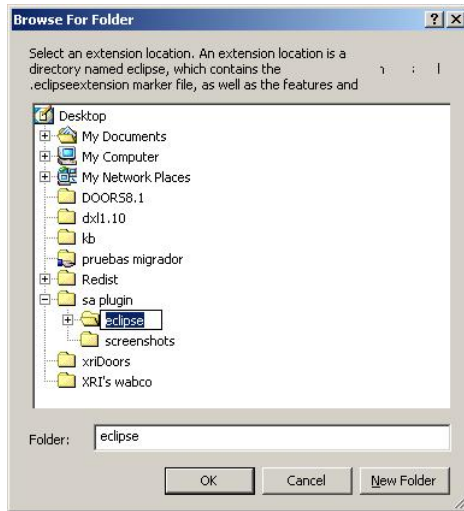 Browse For Folder
Select an extension location. An extension location is a
directory named eclipse, which contains the
.eclipseextension marker file, as well as the features and
Desktop
My Documents
My Computer
My Network Places
DOORS8.1
dxl1.10
kb
pruebas migrador
Redist
sa plugin
eclipse
screenshots
xriDoors
XRI's wabco
Folder: eclipse
OK Cancel New Folder